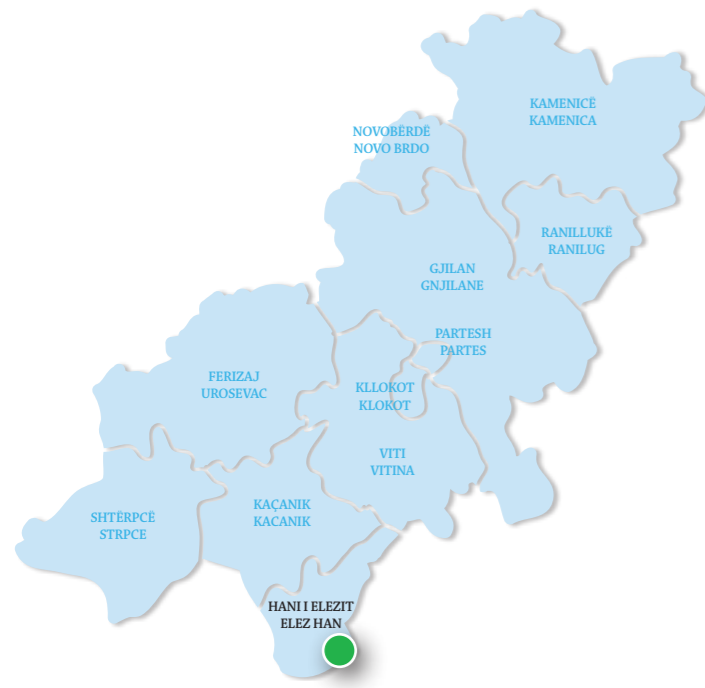 KAMENICË
KAMENICA
NOVOBËRDË
NOVO BRDO
RANILLUKË
RANILUG
GJILAN
GNJILANE
PARTESH
PARTES
FERIZAJ
UROSEVAC
KLLOKOT
KLOKOT
VITI
VITINA
SHTËRPCË
STRPCE
KAÇANIK
KACANIK
HANI I ELEZIT
ELEZ HAN